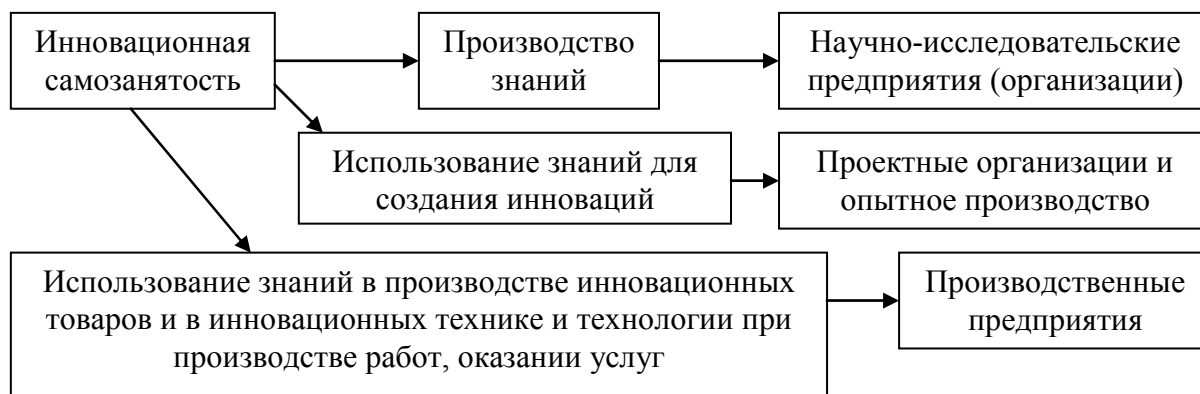 Инновационная
самозанятость
Производство
знаний
Научно-исследовательские
предприятия (организации)
Использование знаний для
создания инноваций
Проектные организации и
опытное производство
Использование знаний в производстве инновационных
товаров и в инновационных технике и технологии при
производстве работ, оказании услуг
Производственные
предприятия